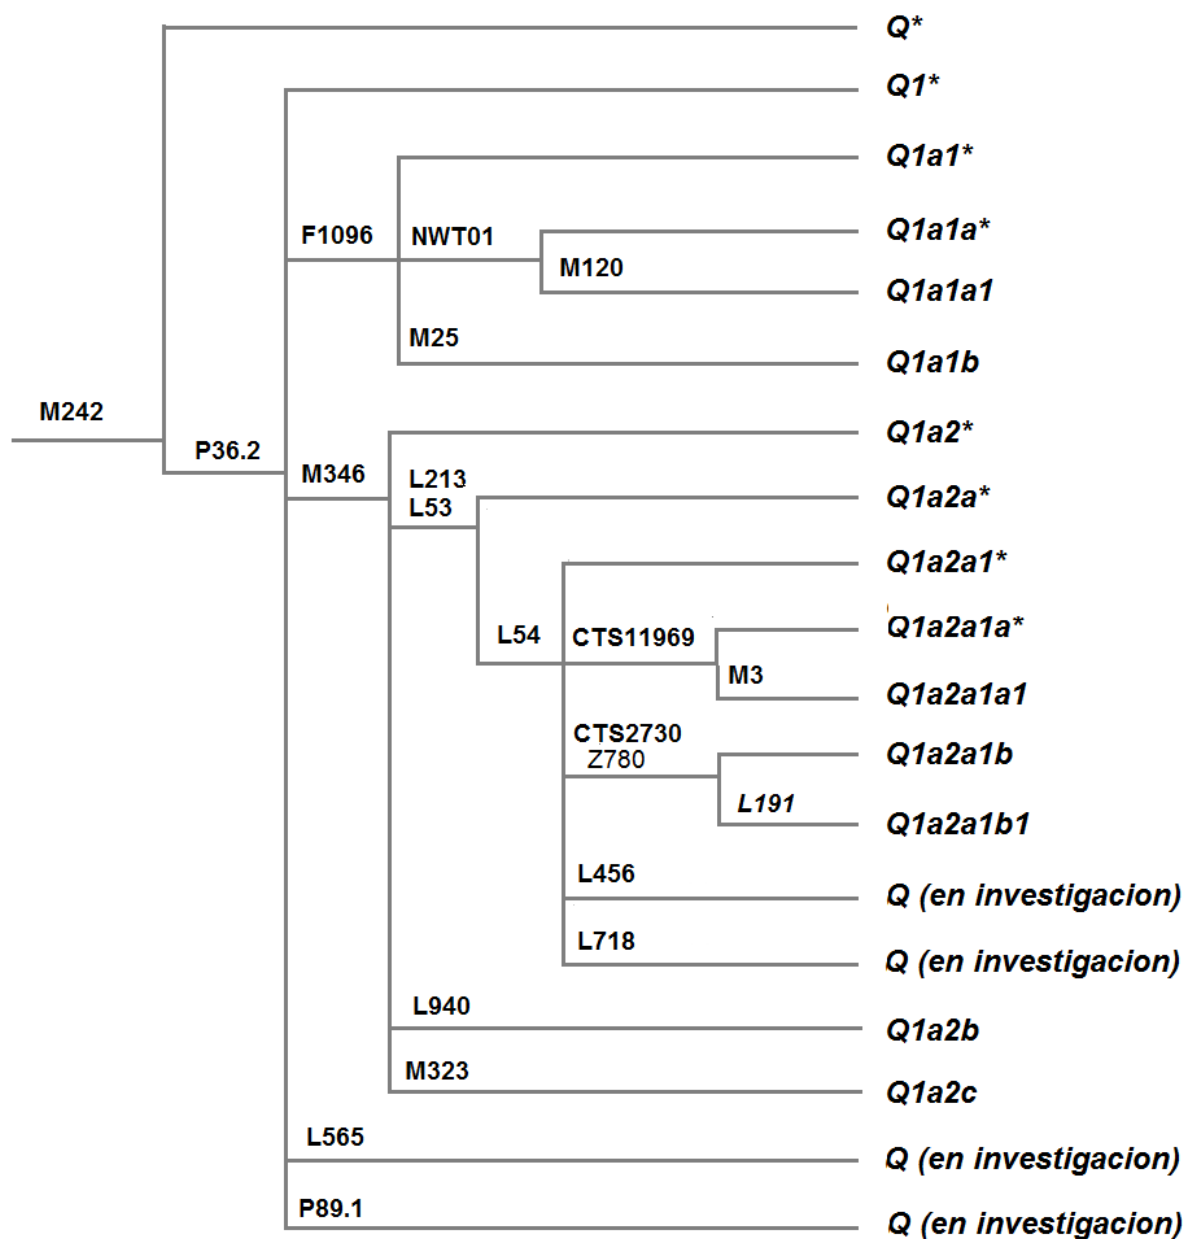 Q*
Q1*
Q1a1*
F1096
NWT01
Q1a1a*
M120
Q1a1a1
M25
Q1a1b
M242
P36.2
M346
Q1a2*
L213
L53
Q1a2a*
Q1a2a1*
L54
CTS11969
Q1a2a1a*
M3
Q1a2a1a1
CTS2730
Z780
Q1a2a1b
L191
Q1a2a1b1
L456
Q (en investigacion)
L718
Q (en investigacion)
L940
Q1a2b
M323
Q1a2c
L565
Q (en investigacion)
P89.1
Q (en investigacion)